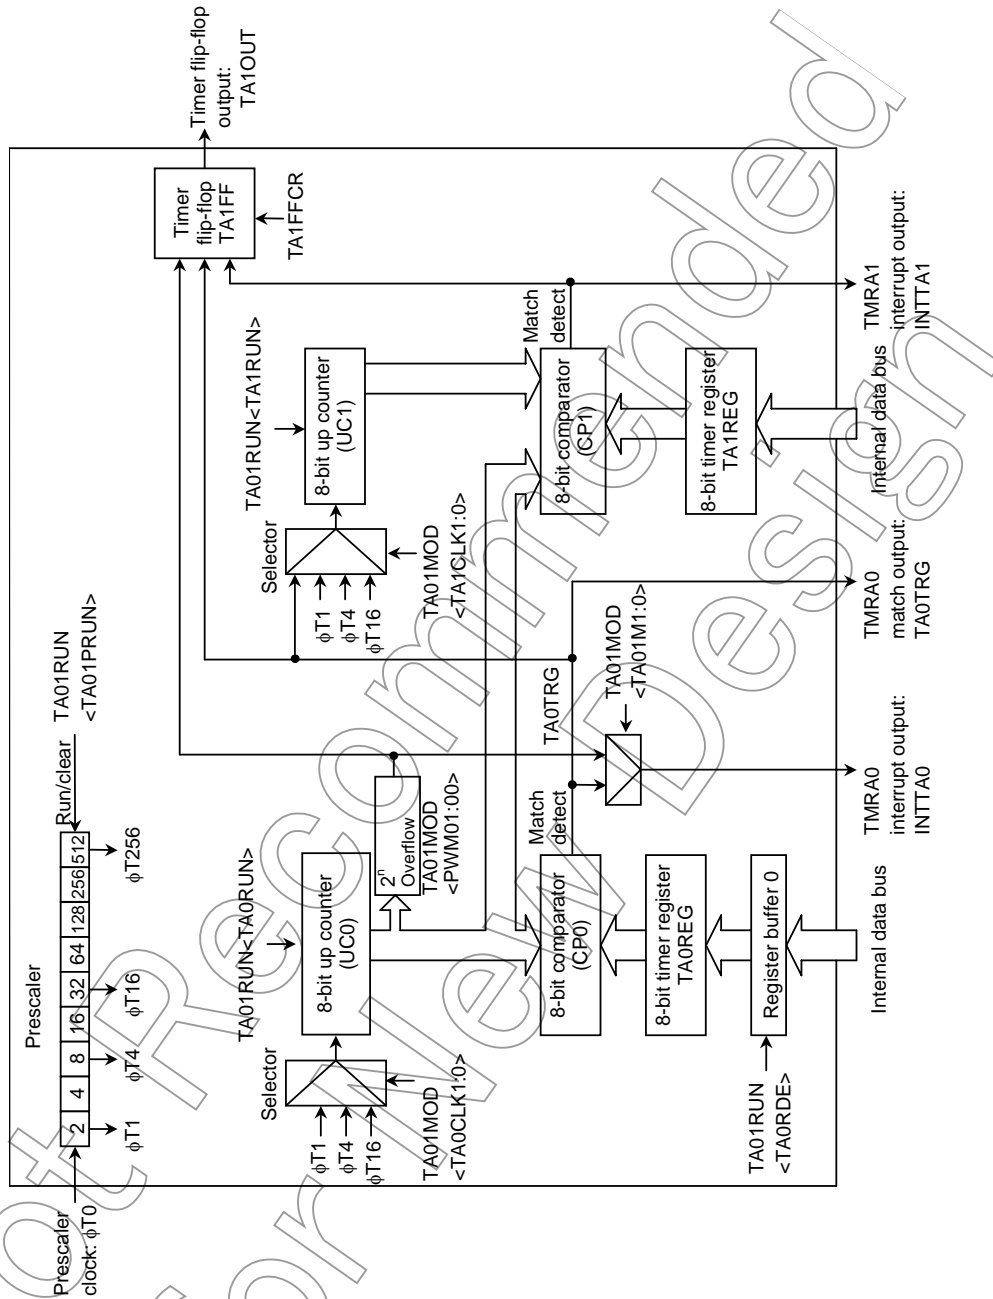 Prescaler
clock: ϕT0
Prescaler
2 4 8 16 32 64 128 256 512
Run/clear
TA01RUN
<TA01PRUN>
ϕT1
ϕT4
ϕT16
ϕT256
TA01RUN<TA0RUN>
Selector
ϕT1
ϕT4
ϕT16
TA01MOD
<TA0CLK1:0>
8-bit up counter
(UC0)
2n
Overflow
TA01MOD
<PWM01:00>
TA01RUN<TA1RUN>
Selector
ϕT1
ϕT4
ϕT16
TA01MOD
<TA1CLK1:0>
8-bit up counter
(UC1)
Timer
flip-flop
TA1FF
TA1FFCR
Timer flip-flop
output:
TA1OUT
8-bit comparator
(CP0)
Match
detect
TA0TRG
TA01MOD
<TA01M1:0>
8-bit comparator
(CP1)
Match
detect
8-bit timer register
TA0REG
8-bit timer register
TA1REG
Register buffer 0
TA01RUN
<TA0RDE>
Internal data bus
TMRA0
interrupt output:
INTTA0
TMRA0
match output:
TA0TRG
Internal data bus
TMRA1
interrupt output:
INTTA1
ot Recommended
or New Design